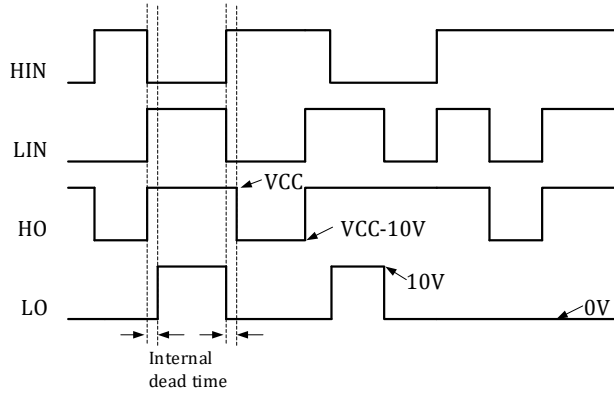 HIN
LIN
VCC
HO
VCC-10V
10V
LO
0V
Internal
dead time